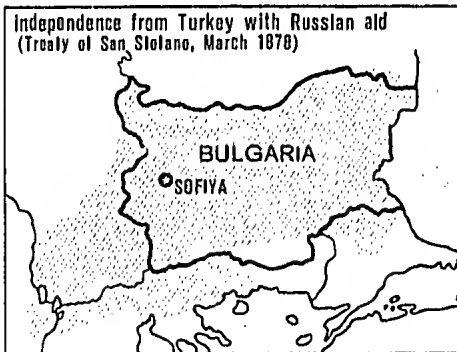 independence from Turkey with Russian aid
(Treaty of San Stefano, March 1878)
BULGARIA
SOFIYA